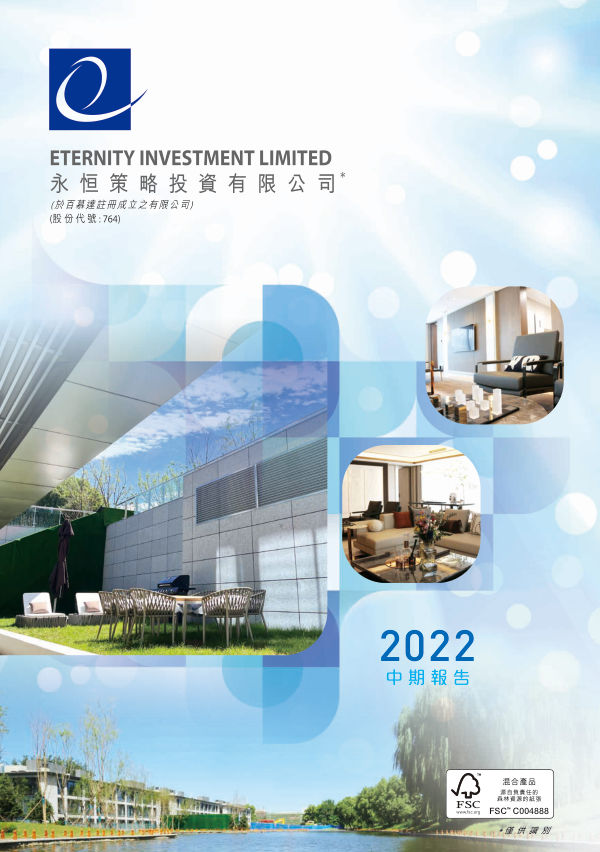 ETERNITY INVESTMENT LIMITED
永恒策略投資有限公司*
(於百慕達註冊成立之有限公司)
(股份代號:764)
2022
中期報告
混合產品
源自負責任的
森林資源的紙張
FSC
www.fsc.org
FSC™ C004888
*僅供識別